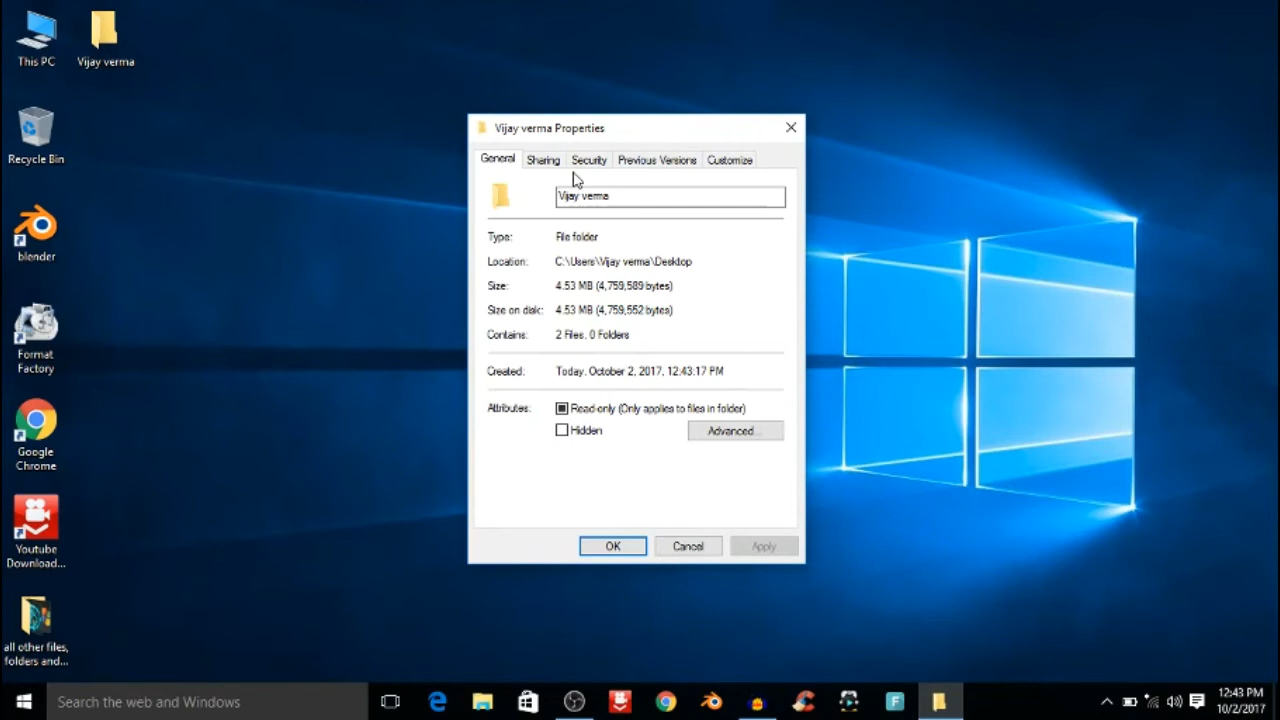 This PC
Vijay verma
Recycle Bin
blender
Format
Factory
Google
Chrome
Youtube
Download...
all other files,
folders and...
Vijay verma Properties
General Sharing Security Previous Versions Customize
Vijay verma
Type: File folder
Location: C:\Users\Vijay verma\Desktop
Size: 4.53 MB (4,759,589 bytes)
Size on disk: 4.53 MB (4,759,552 bytes)
Contains: 2 Files, 0 Folders
Created: Today, October 2, 2017, 12:43:17 PM
Attributes: Read-only (Only applies to files in folder)
Hidden Advanced...
OK Cancel Apply
Search the web and Windows
F
12:43 PM
10/2/2017